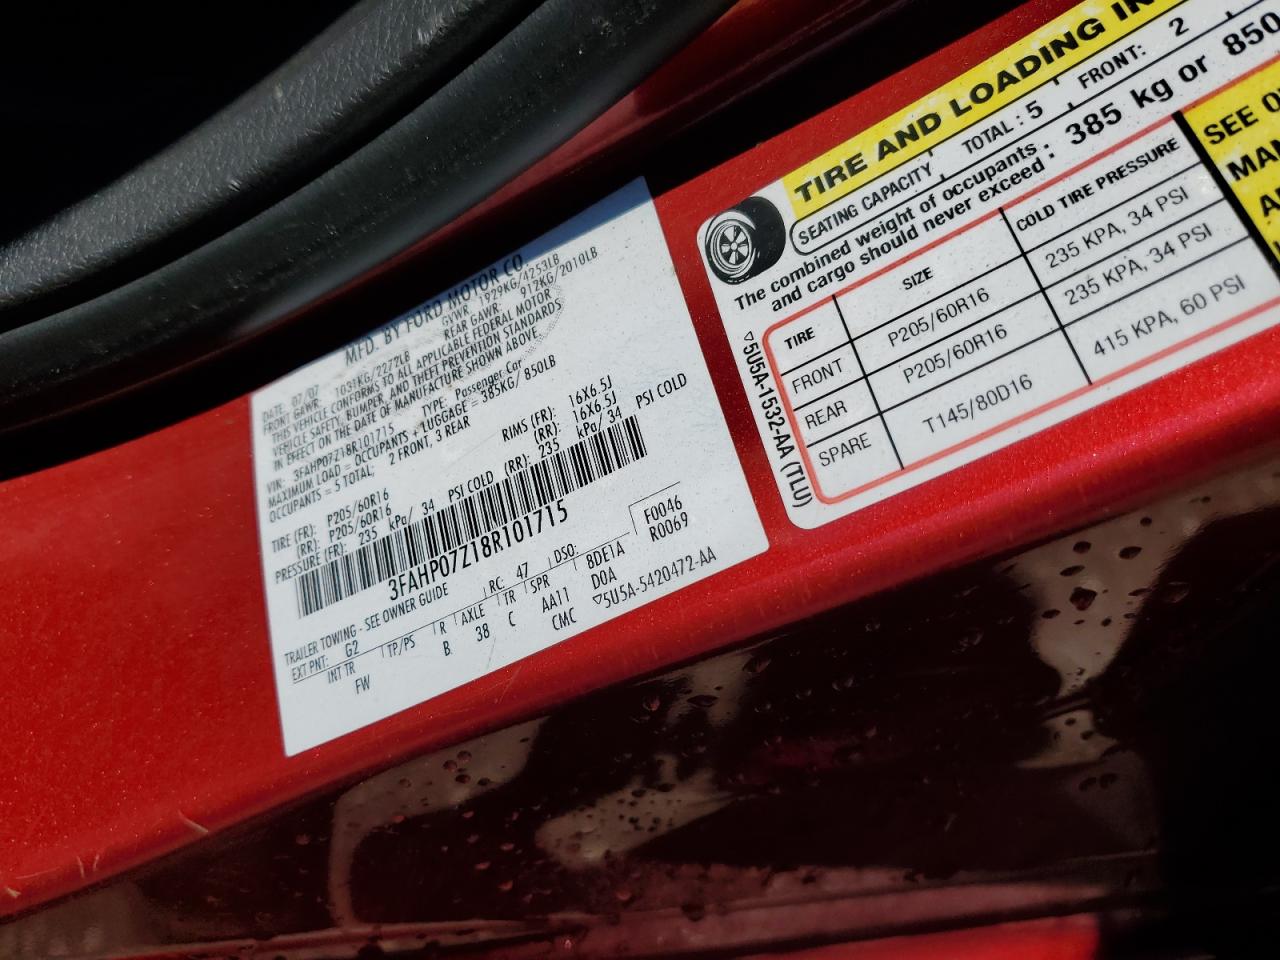 MFD. BY FORD MOTOR CO.
DATE: 07/07 GVWR: 1929KG/4253LB
FRONT GAWR: 1031KG/2272LB REAR GAWR: 912KG/2010LB
THIS VEHICLE CONFORMS TO ALL APPLICABLE FEDERAL MOTOR
VEHICLE SAFETY, BUMPER, AND THEFT PREVENTION STANDARDS
IN EFFECT ON THE DATE OF MANUFACTURE SHOWN ABOVE.
VIN: 3FAHP07Z18R101715 TYPE: Passenger Car
MAXIMUM LOAD = OCCUPANTS + LUGGAGE = 385KG/ 850LB
OCCUPANTS = 5 TOTAL: 2 FRONT, 3 REAR
TIRE (FR): P205/60R16 RIMS (FR): 16X6.5J
(RR): P205/60R16 (RR): 16X6.5J
PRESSURE (FR): 235 kPa/ 34 PSI COLD (RR): 235 kPa/ 34 PSI COLD
3FAHP07Z18R101715
TRAILER TOWING - SEE OWNER GUIDE
EXT PNT: G2 RC: 47 DSO: F0046
INT TR TP/PS R AXLE TR SPR 8DE1A R0069
FW B 38 C AA11 D0A
CMC ▽5U5A-5420472-AA
TIRE AND LOADING IN
SEATING CAPACITY TOTAL : 5 FRONT: 2
The combined weight of occupants : 385 kg or 850
and cargo should never exceed :
TIRE SIZE COLD TIRE PRESSURE
FRONT P205/60R16 235 KPA, 34 PSI
REAR P205/60R16 235 KPA, 34 PSI
SPARE T145/80D16 415 KPA, 60 PSI
▽5U5A-1532-AA (TLU)
SEE